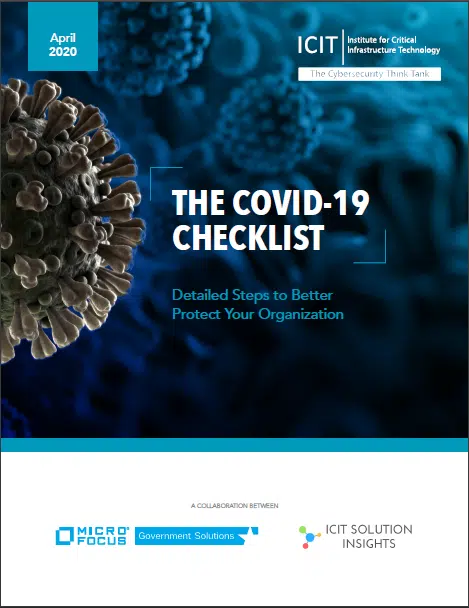 April
2020
ICIT Institute for Critical
Infrastructure Technology
The Cybersecurity Think Tank
THE COVID-19
CHECKLIST
Detailed Steps to Better
Protect Your Organization
A COLLABORATION BETWEEN
MICRO
FOCUS
Government Solutions
ICIT SOLUTION
INSIGHTS